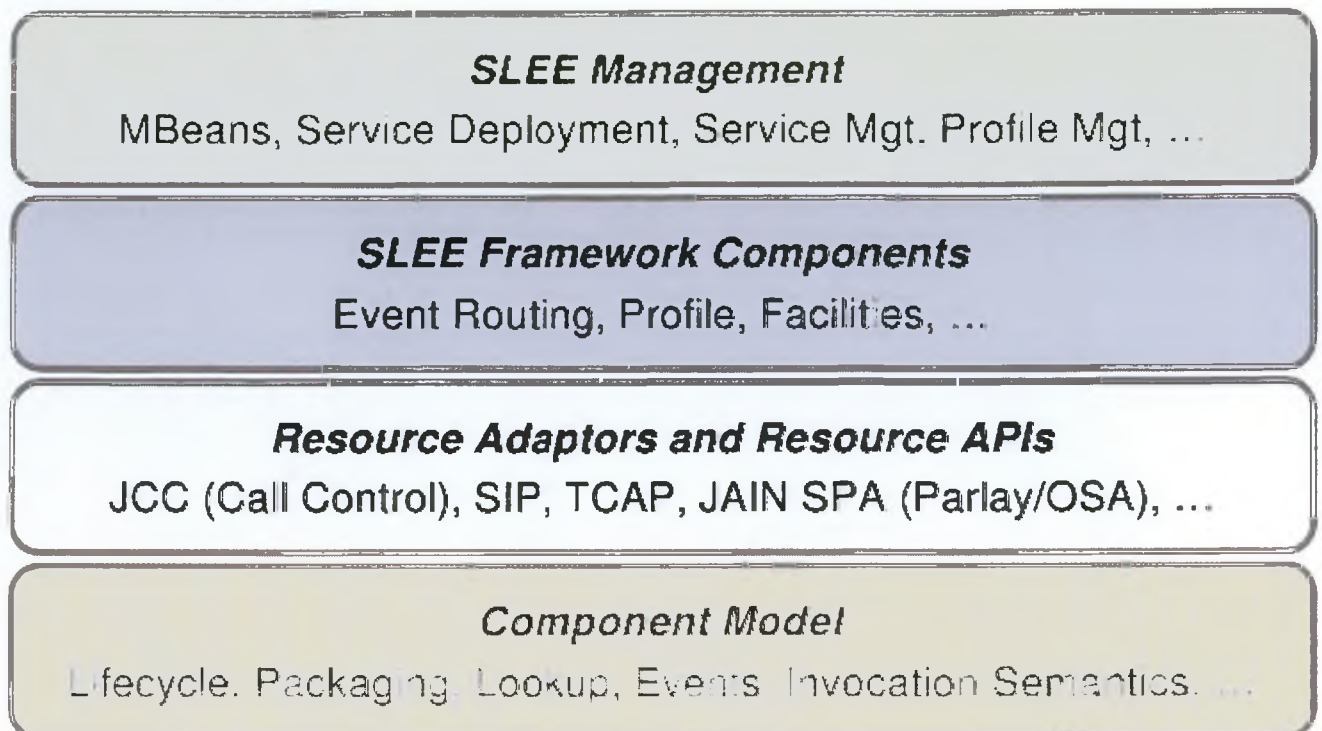 SLEE Management
MBeans, Service Deployment, Service Mgt. Profile Mgt, ...
SLEE Framework Components
Event Routing, Profile, Facilities, ...
Resource Adaptors and Resource APIs
JCC (Call Control), SIP, TCAP, JAIN SPA (Parlay/OSA), ...
Component Model
Lifecycle. Packaging, Lookup, Events Invocation Semantics. ...